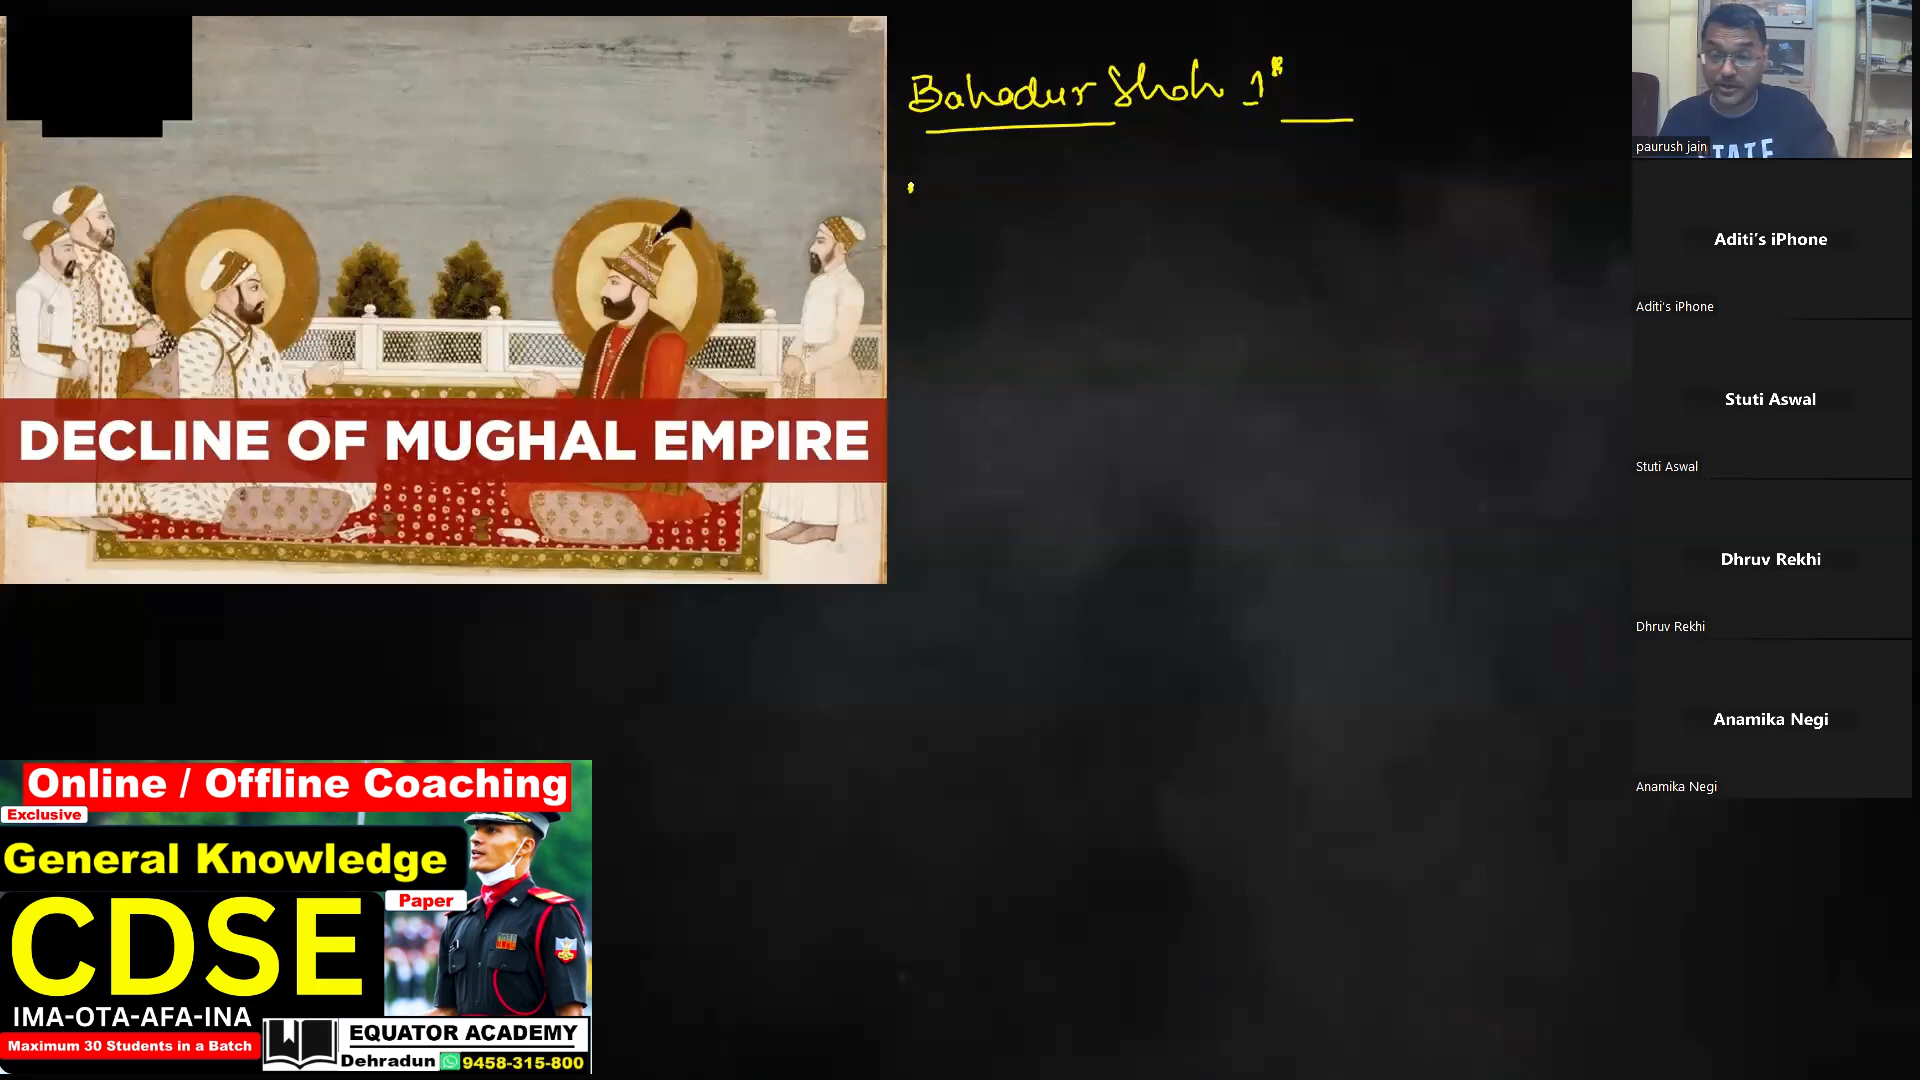 Bahadur Shah 1st
DECLINE OF MUGHAL EMPIRE
paurush jain
STATE
Aditi's iPhone
Aditi's iPhone
Stuti Aswal
Stuti Aswal
Dhruv Rekhi
Dhruv Rekhi
Anamika Negi
Anamika Negi
Online / Offline Coaching
Exclusive
General Knowledge
Paper
CDSE
IMA-OTA-AFA-INA
Maximum 30 Students in a Batch
EQUATOR ACADEMY
Dehradun 9458-315-800